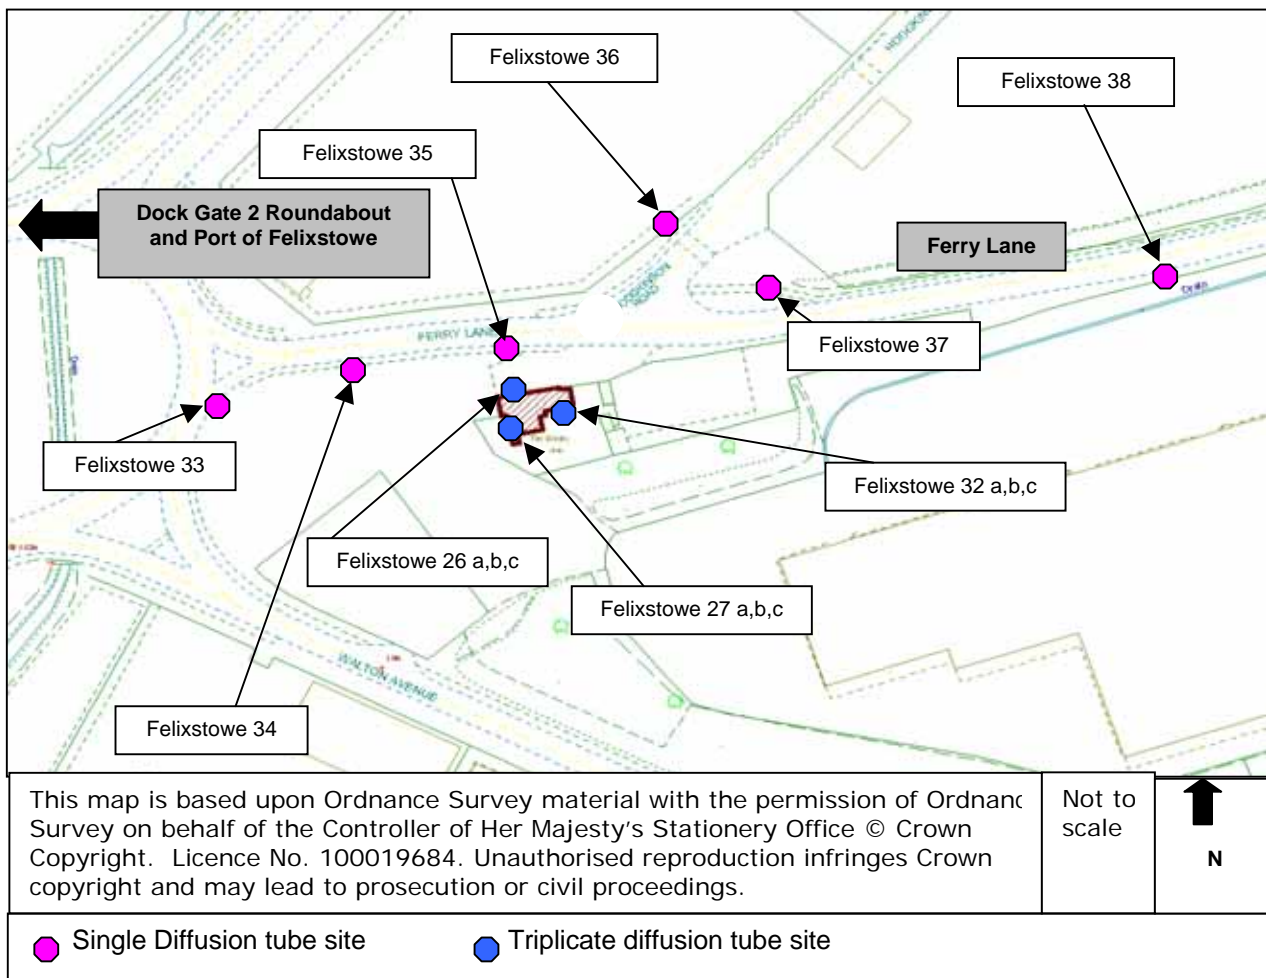 Felixstowe 36
Felixstowe 38
Felixstowe 35
Dock Gate 2 Roundabout
and Port of Felixstowe
Ferry Lane
FERRY LANE
Felixstowe 37
Felixstowe 33
Felixstowe 32 a,b,c
Felixstowe 26 a,b,c
Felixstowe 27 a,b,c
WALTON AVENUE
Felixstowe 34
This map is based upon Ordnance Survey material with the permission of Ordnanc
Survey on behalf of the Controller of Her Majesty's Stationery Office © Crown
Copyright. Licence No. 100019684. Unauthorised reproduction infringes Crown
copyright and may lead to prosecution or civil proceedings.
Not to
scale
N
Single Diffusion tube site
Triplicate diffusion tube site